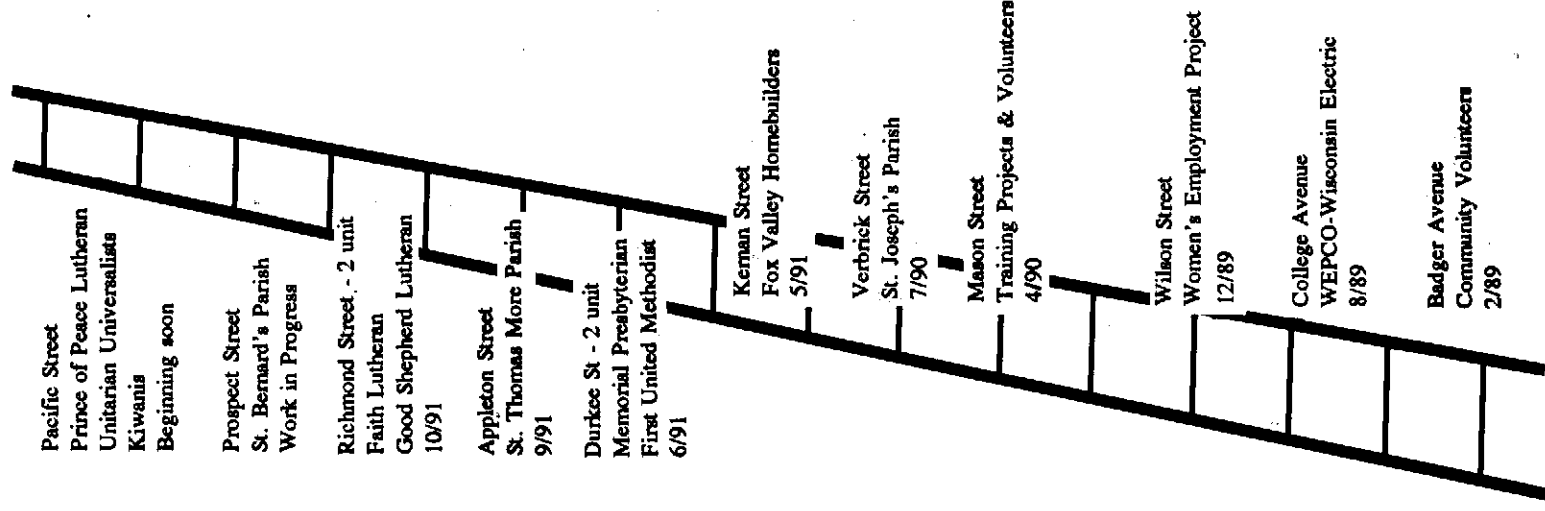 Pacific Street
Prince of Peace Lutheran
Unitarian Universalists
Kiwanis
Beginning soon
Prospect Street
St. Bernard's Parish
Work in Progress
Richmond Street - 2 unit
Faith Lutheran
Good Shepherd Lutheran
10/91
Appleton Street
St. Thomas More Parish
9/91
Durkee St - 2 unit
Memorial Presbyterian
First United Methodist
6/91
Kernan Street
Fox Valley Homebuilders
5/91
Verbrick Street
St. Joseph's Parish
7/90
Mason Street
Training Projects & Volunteers
4/90
Wilson Street
Women's Employment Project
12/89
College Avenue
WEPCO-Wisconsin Electric
8/89
Badger Avenue
Community Volunteers
2/89